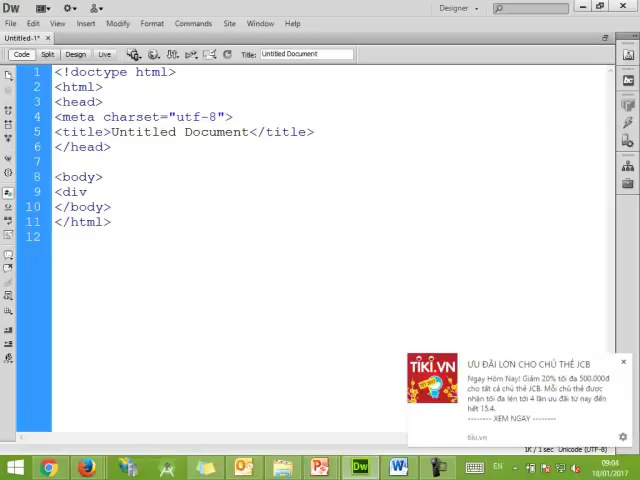 Dw
Designer
File Edit View Insert Modify Format Commands Site Window Help
Untitled-1* ×
Code Split Design Live Title: Untitled Document
1 <!doctype html>
2 <html>
3 <head>
4 <meta charset="utf-8">
5 <title>Untitled Document</title>
6 </head>
7
8 <body>
9 <div
10 </body>
11 </html>
12
TIKI.VN
ƯU ĐÃI LỚN CHO CHỦ THẺ JCB
Ngay Hôm Nay! Giảm 20% tối đa 500.000đ
cho tất cả chủ thẻ JCB. Mỗi chủ thẻ được
nhận tối đa lên tới 4 lần ưu đãi từ nay đến
hết 15.4.
-------- XEM NGAY --------
tiki.vn
1K / 1 sec Unicode (UTF-8)
Dw
EN
09:04
18/01/2017